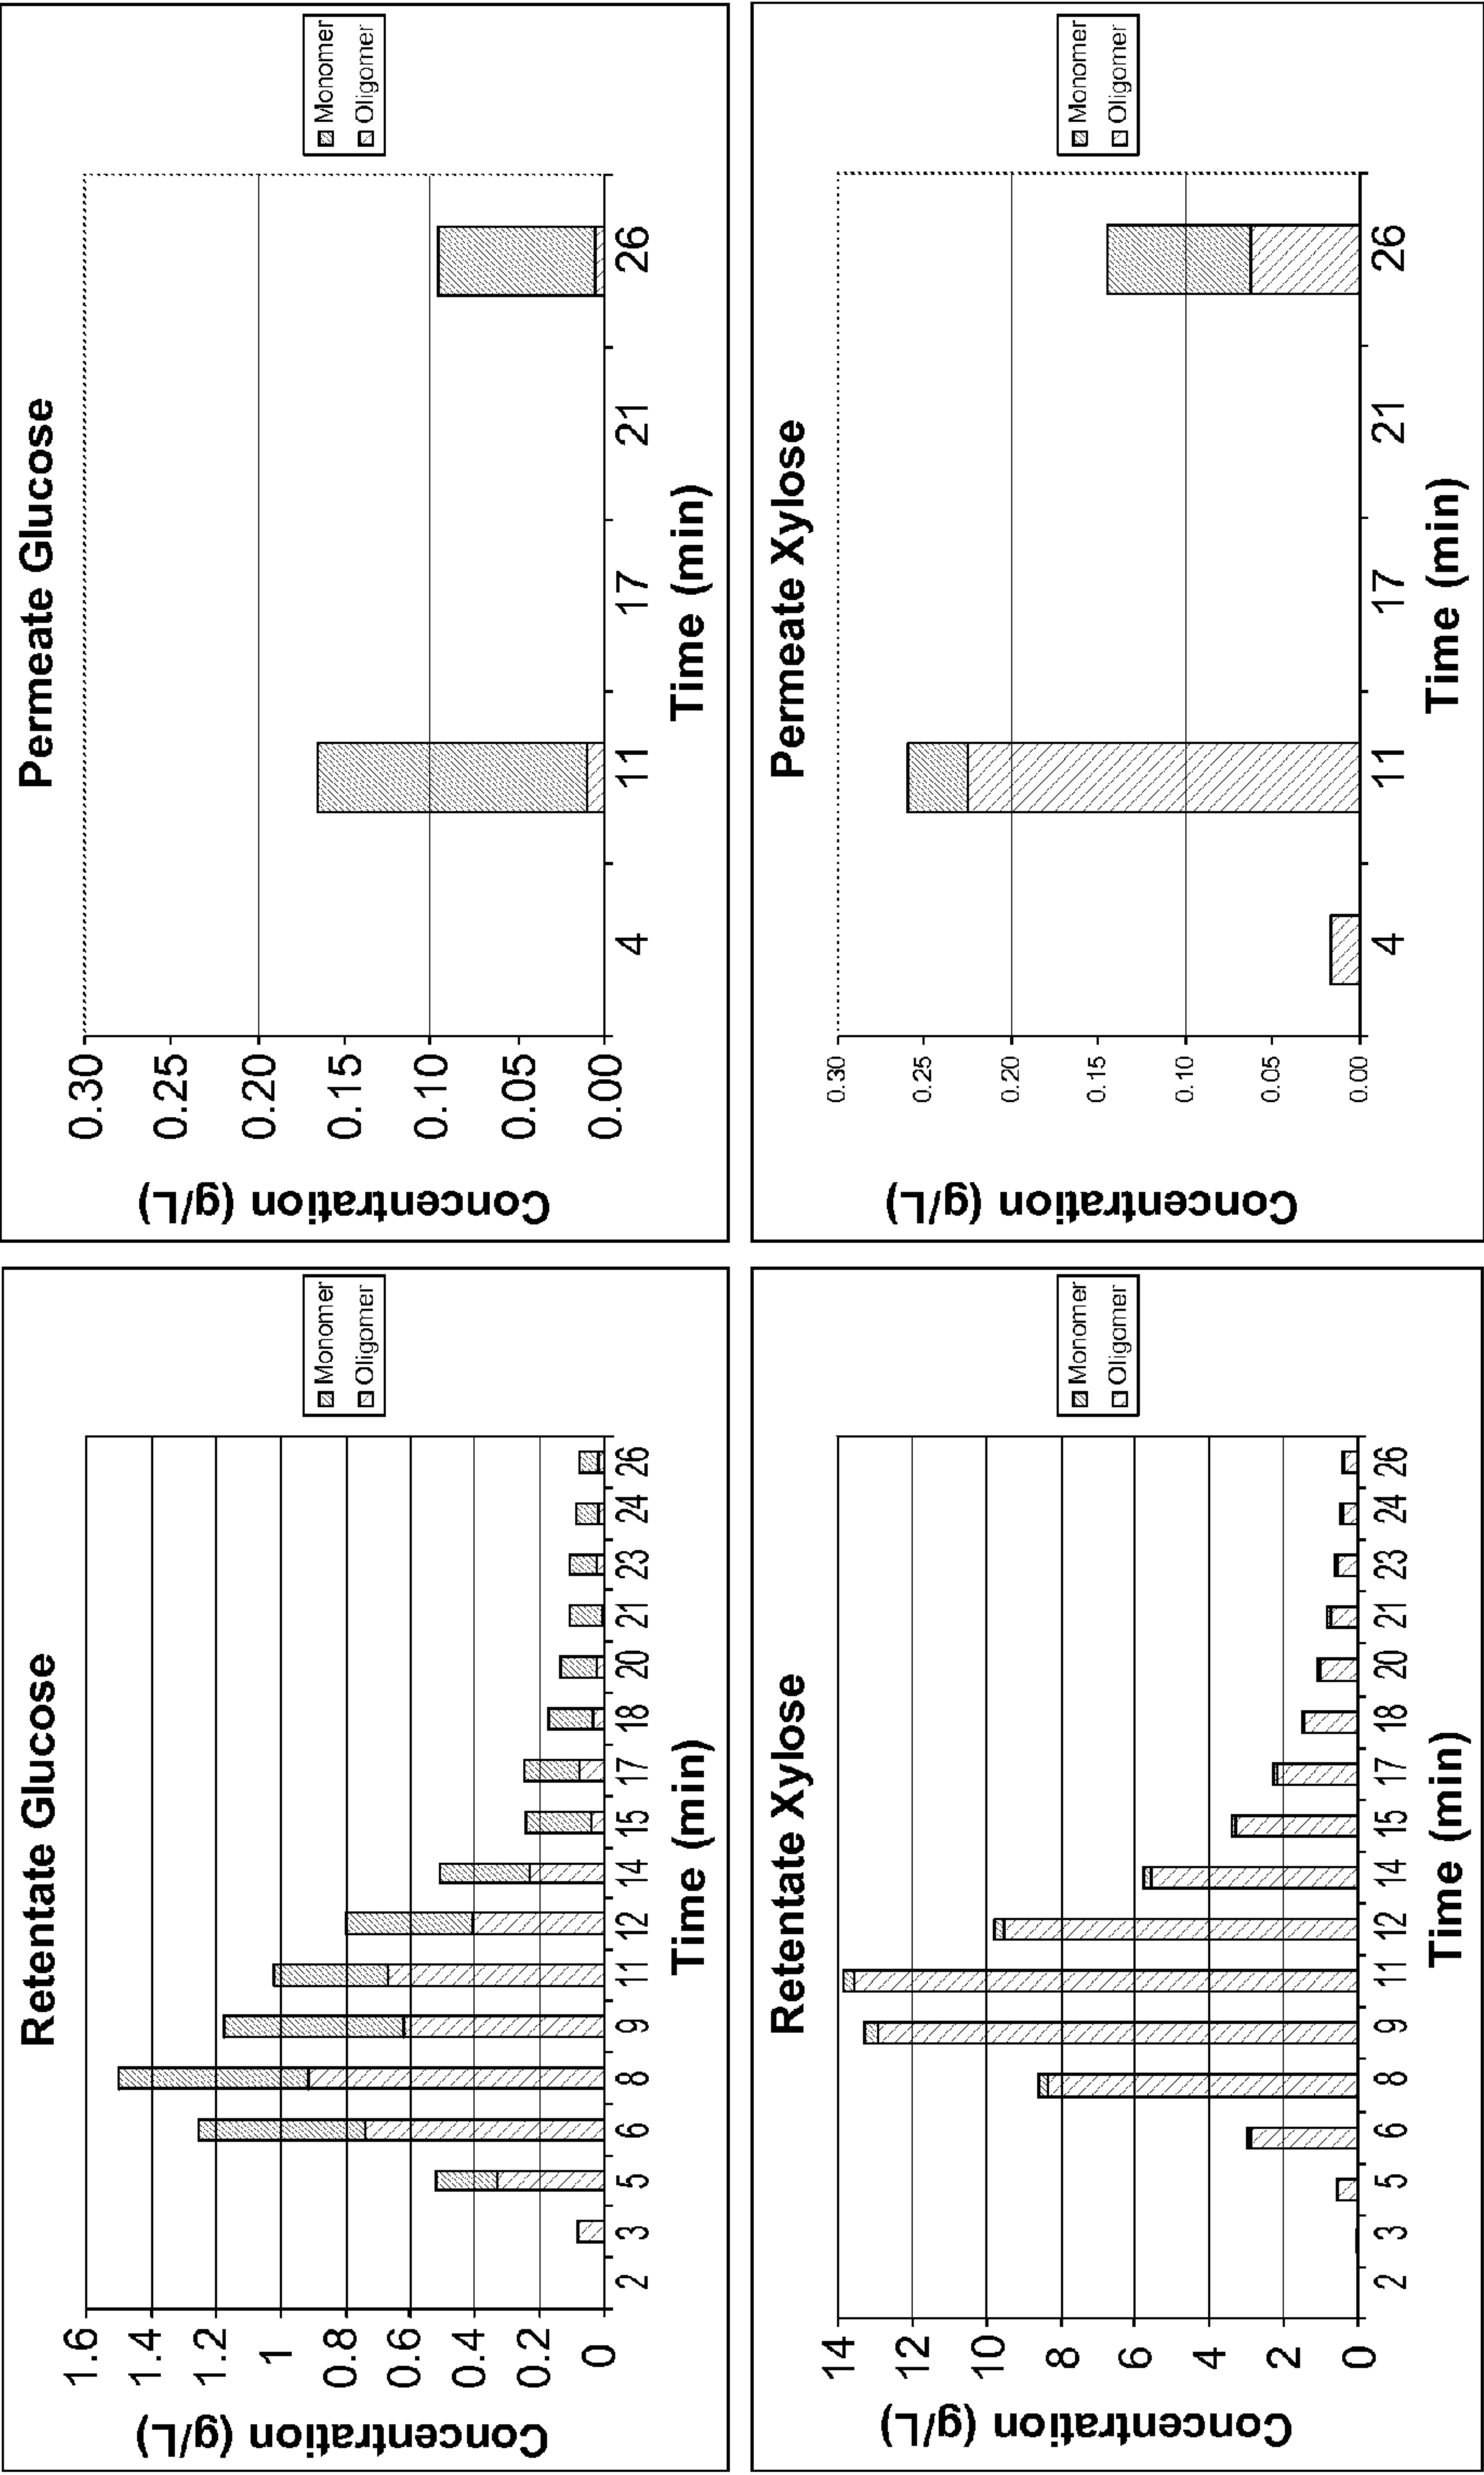 Retentate Glucose
Concentration (g/L)
1.6
1.4
1.2
1
0.8
0.6
0.4
0.2
0
2 3 5 6 8 9 11 12 14 15 17 18 20 21 23 24 26
Time (min)
Monomer
Oligomer
Permeate Glucose
Concentration (g/L)
0.30
0.25
0.20
0.15
0.10
0.05
0.00
4 11 17 21 26
Time (min)
Monomer
Oligomer
Retentate Xylose
Concentration (g/L)
14
12
10
8
6
4
2
0
2 3 5 6 8 9 11 12 14 15 17 18 20 21 23 24 26
Time (min)
Monomer
Oligomer
Permeate Xylose
Concentration (g/L)
0.30
0.25
0.20
0.15
0.10
0.05
0.00
4 11 17 21 26
Time (min)
Monomer
Oligomer